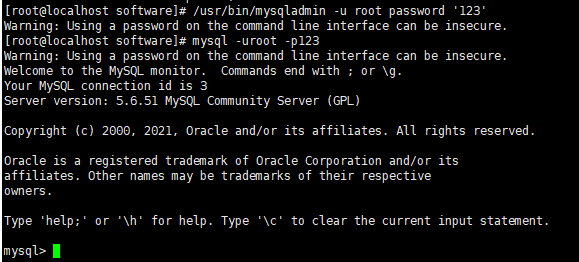 [root@localhost software]# /usr/bin/mysqladmin -u root password '123'
Warning: Using a password on the command line interface can be insecure.
[root@localhost software]# mysql -uroot -p123
Warning: Using a password on the command line interface can be insecure.
Welcome to the MySQL monitor.  Commands end with ; or \g.
Your MySQL connection id is 3
Server version: 5.6.51 MySQL Community Server (GPL)
Copyright (c) 2000, 2021, Oracle and/or its affiliates. All rights reserved.
Oracle is a registered trademark of Oracle Corporation and/or its
affiliates. Other names may be trademarks of their respective
owners.
Type 'help;' or '\h' for help. Type '\c' to clear the current input statement.
mysql>